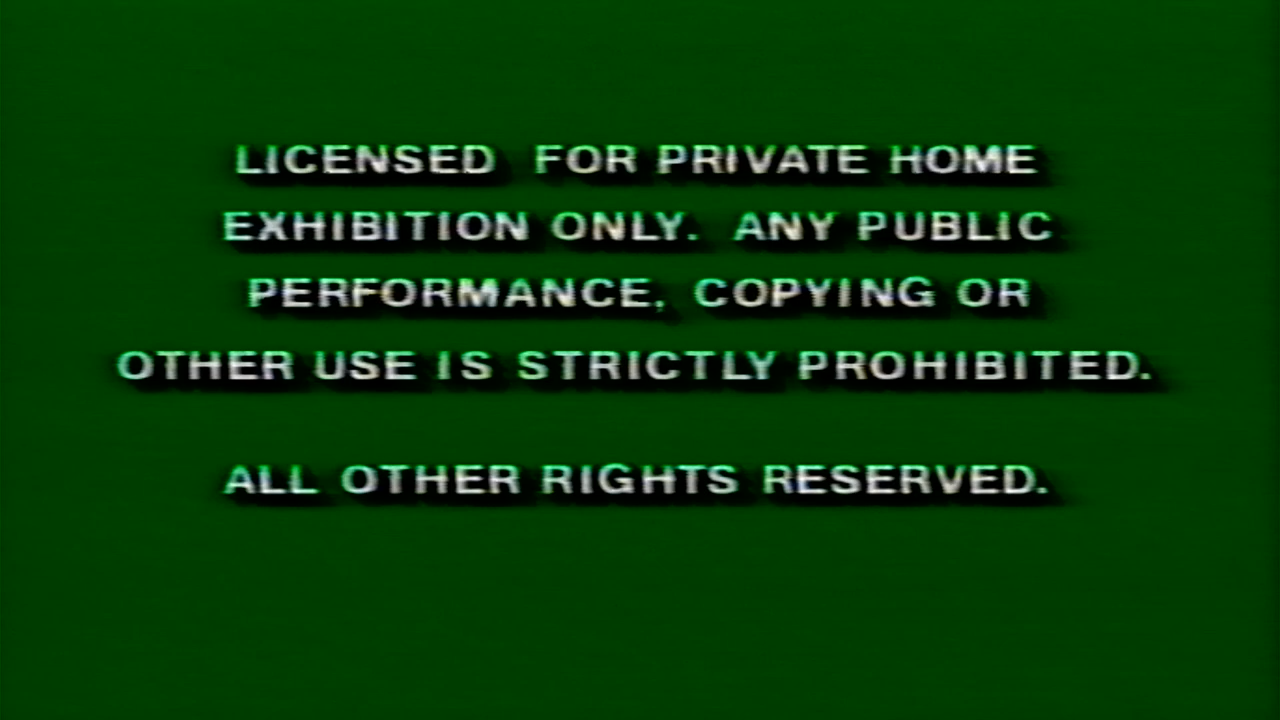 LICENSED FOR PRIVATE HOME
EXHIBITION ONLY. ANY PUBLIC
PERFORMANCE, COPYING OR
OTHER USE IS STRICTLY PROHIBITED.
ALL OTHER RIGHTS RESERVED.